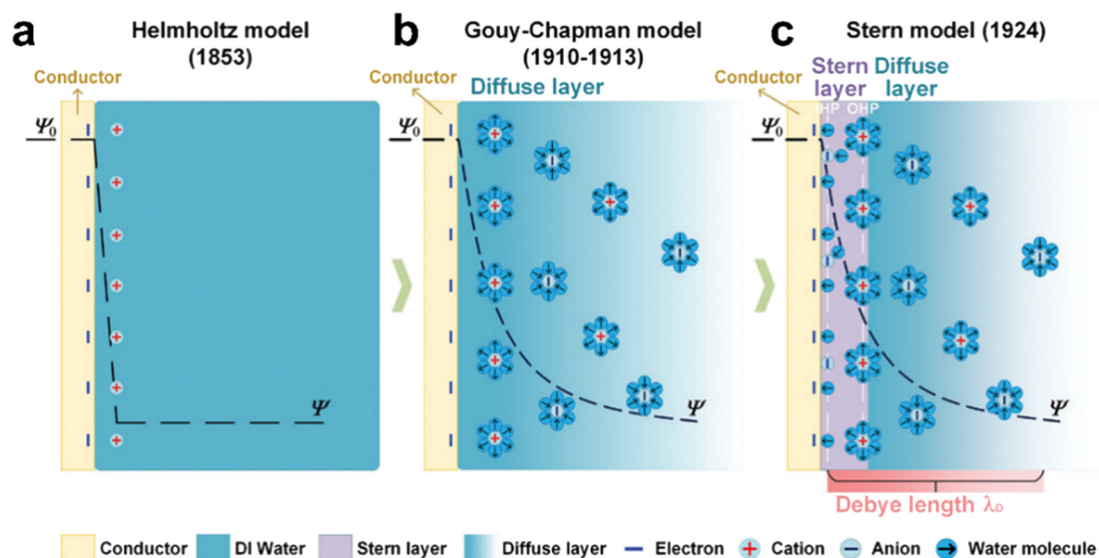 a
Helmholtz model
(1853)
Conductor
Ψ₀
Ψ
b
Gouy-Chapman model
(1910-1913)
Conductor
Diffuse layer
Ψ₀
Ψ
c
Stern model (1924)
Conductor
Stern
layer
Diffuse
layer
IHP OHP
Ψ₀
Ψ
Debye length λD
Conductor
DI Water
Stern layer
Diffuse layer
Electron
Cation
Anion
Water molecule